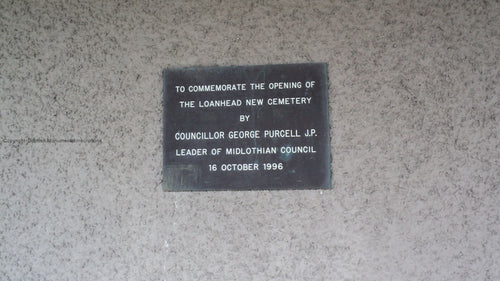 TO COMMEMORATE THE OPENING OF
THE LOANHEAD NEW CEMETERY
BY
COUNCILLOR GEORGE PURCELL J.P.
LEADER OF MIDLOTHIAN COUNCIL
16 OCTOBER 1996